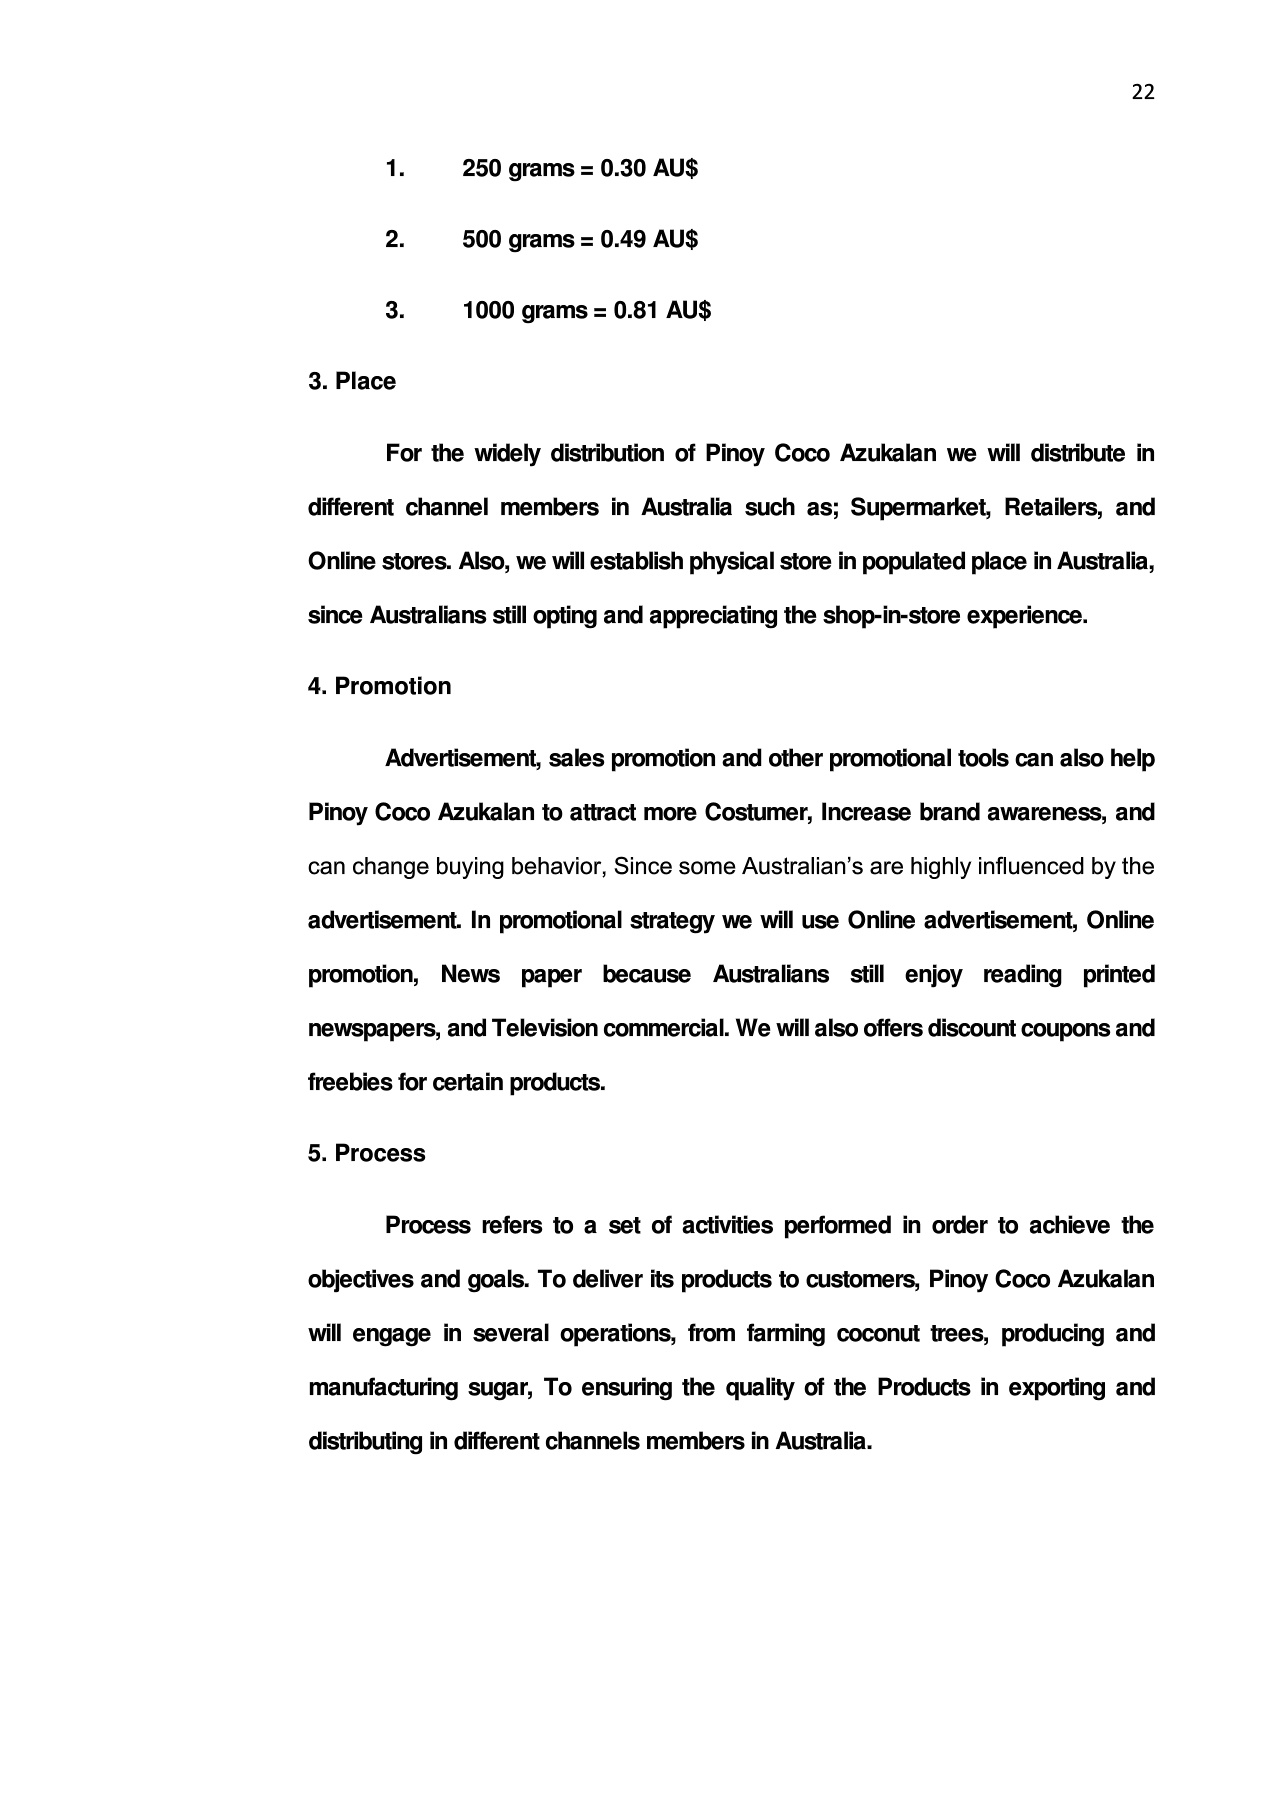 22
1. 250 grams = 0.30 AU$
2. 500 grams = 0.49 AU$
3. 1000 grams = 0.81 AU$
3. Place
For the widely distribution of Pinoy Coco Azukalan we will distribute in
different channel members in Australia such as; Supermarket, Retailers, and
Online stores. Also, we will establish physical store in populated place in Australia,
since Australians still opting and appreciating the shop-in-store experience.
4. Promotion
Advertisement, sales promotion and other promotional tools can also help
Pinoy Coco Azukalan to attract more Costumer, Increase brand awareness, and
can change buying behavior, Since some Australian’s are highly influenced by the
advertisement. In promotional strategy we will use Online advertisement, Online
promotion, News paper because Australians still enjoy reading printed
newspapers, and Television commercial. We will also offers discount coupons and
freebies for certain products.
5. Process
Process refers to a set of activities performed in order to achieve the
objectives and goals. To deliver its products to customers, Pinoy Coco Azukalan
will engage in several operations, from farming coconut trees, producing and
manufacturing sugar, To ensuring the quality of the Products in exporting and
distributing in different channels members in Australia.